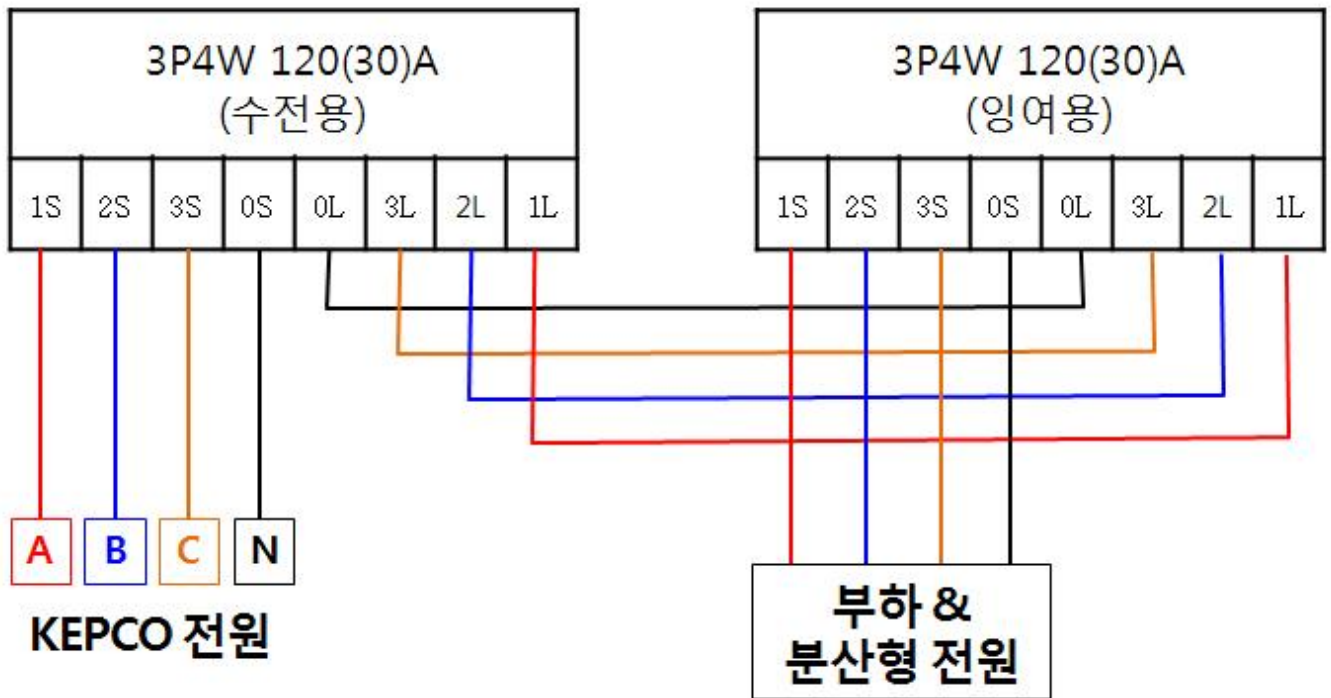 3P4W 120(30)A
(수전용)
1S 2S 3S 0S 0L 3L 2L 1L
3P4W 120(30)A
(잉여용)
1S 2S 3S 0S 0L 3L 2L 1L
A B C N
KEPCO 전원
부하 &
분산형 전원